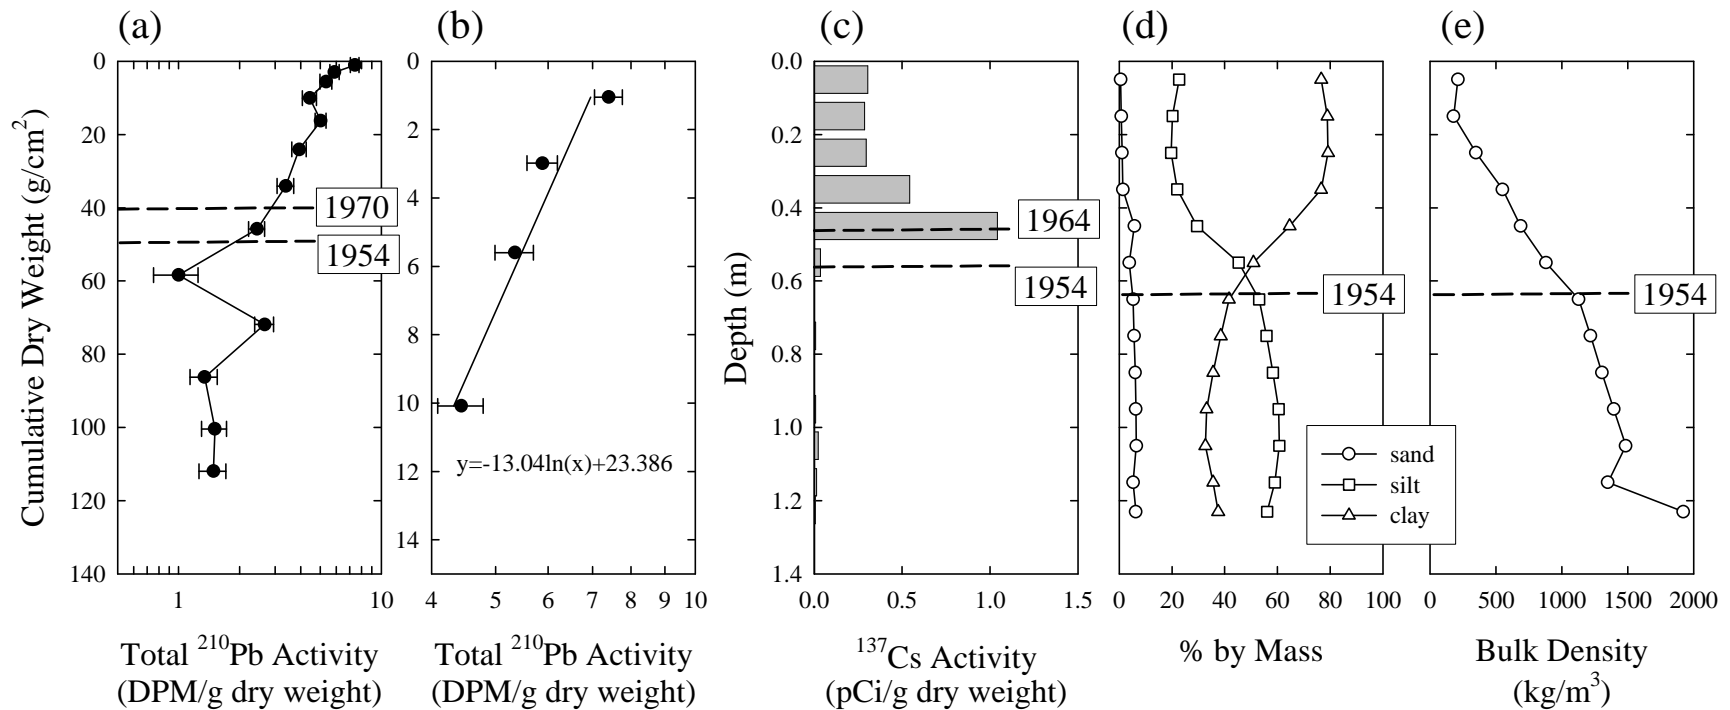 (a)
(b)
(c)
(d)
(e)
Cumulative Dry Weight (g/cm²)
0
20
40
60
80
100
120
140
1970
1954
1
10
Total ²¹⁰Pb Activity
(DPM/g dry weight)
0
2
4
6
8
10
12
14
y=-13.04ln(x)+23.386
4
5
6
7
8
9
10
Total ²¹⁰Pb Activity
(DPM/g dry weight)
Depth (m)
0.0
0.2
0.4
0.6
0.8
1.0
1.2
1.4
1964
1954
0.0
0.5
1.0
1.5
¹³⁷Cs Activity
(pCi/g dry weight)
1954
sand
silt
clay
0
20
40
60
80
100
% by Mass
1954
0
500
1000
1500
2000
Bulk Density
(kg/m³)